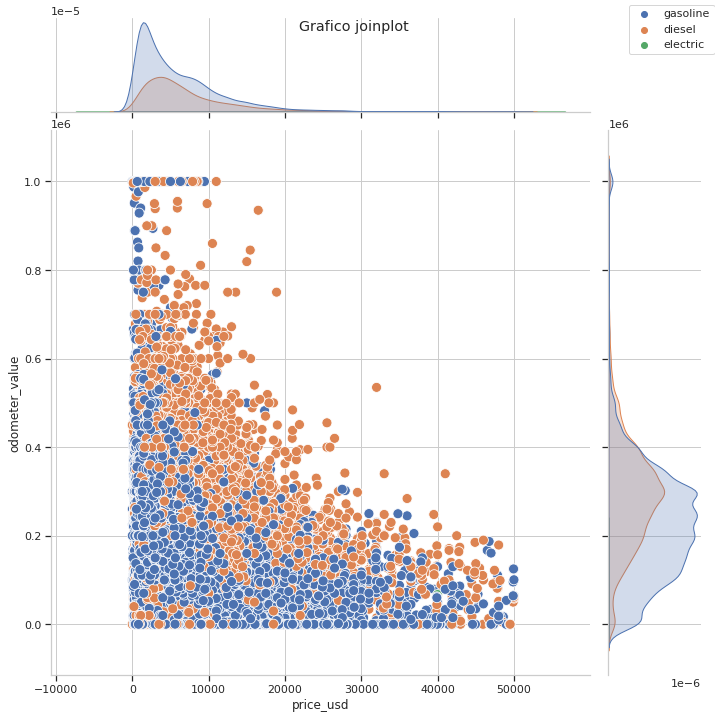 1e−5
Grafico joinplot
gasoline
diesel
electric
1e6
1e6
1.0
0.8
0.6
0.4
0.2
0.0
odometer_value
−10000 0 10000 20000 30000 40000 50000
1e−6
price_usd